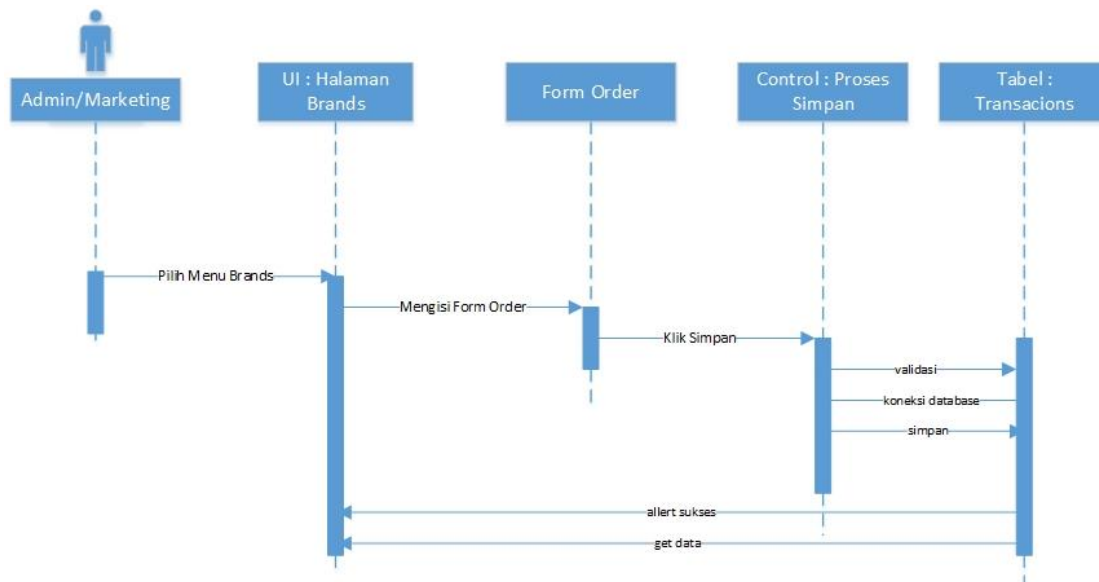 Admin/Marketing
UI : Halaman
Brands
Form Order
Control : Proses
Simpan
Tabel :
Transacions
Pilih Menu Brands
Mengisi Form Order
Klik Simpan
validasi
koneksi database
simpan
allert sukses
get data